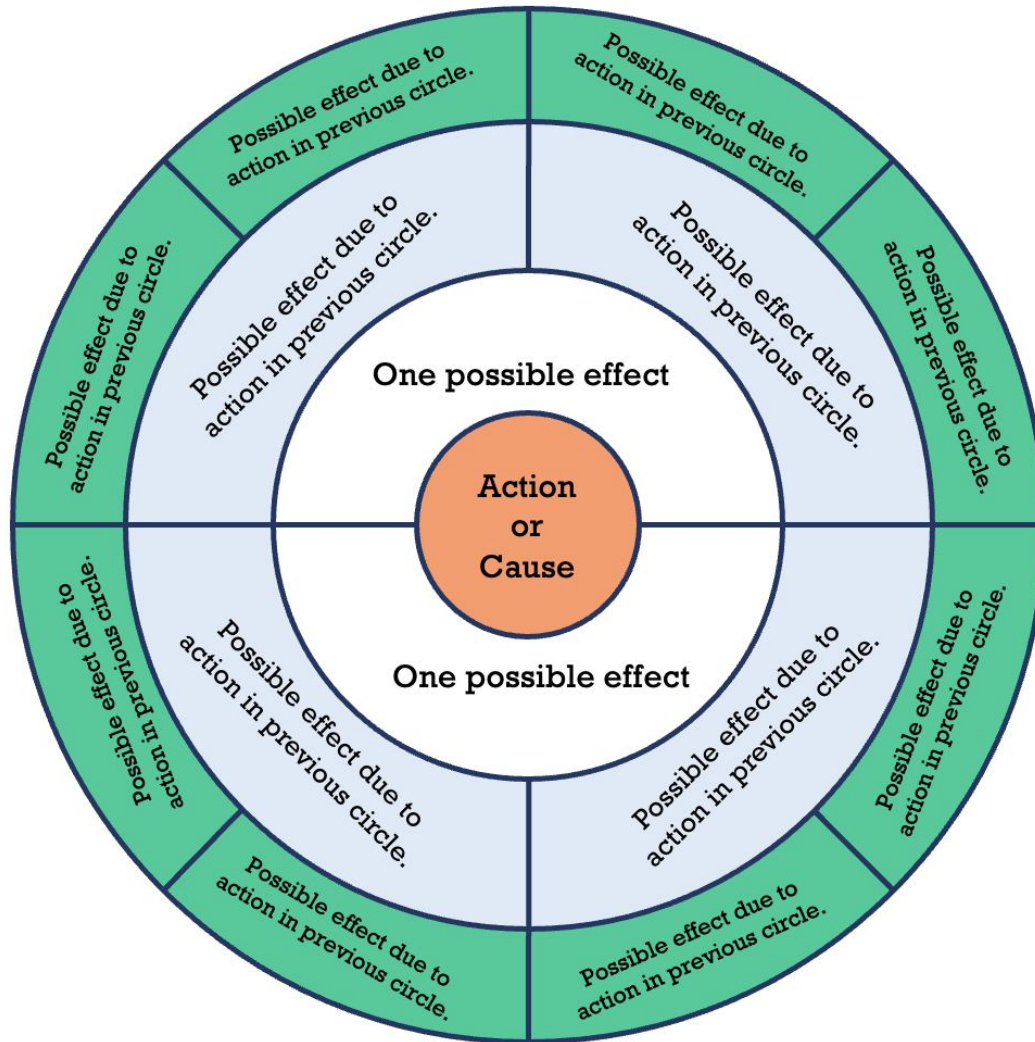 Possible effect due to
action in previous circle.
Possible effect due to
action in previous circle.
Possible effect due to
action in previous circle.
Possible effect due to
action in previous circle.
Possible effect due to
action in previous circle.
Possible effect due to
action in previous circle.
One possible effect
Action
or
Cause
One possible effect
Possible effect due to
action in previous circle.
Possible effect due to
action in previous circle.
Possible effect due to
action in previous circle.
Possible effect due to
action in previous circle.
Possible effect due to
action in previous circle.
Possible effect due to
action in previous circle.